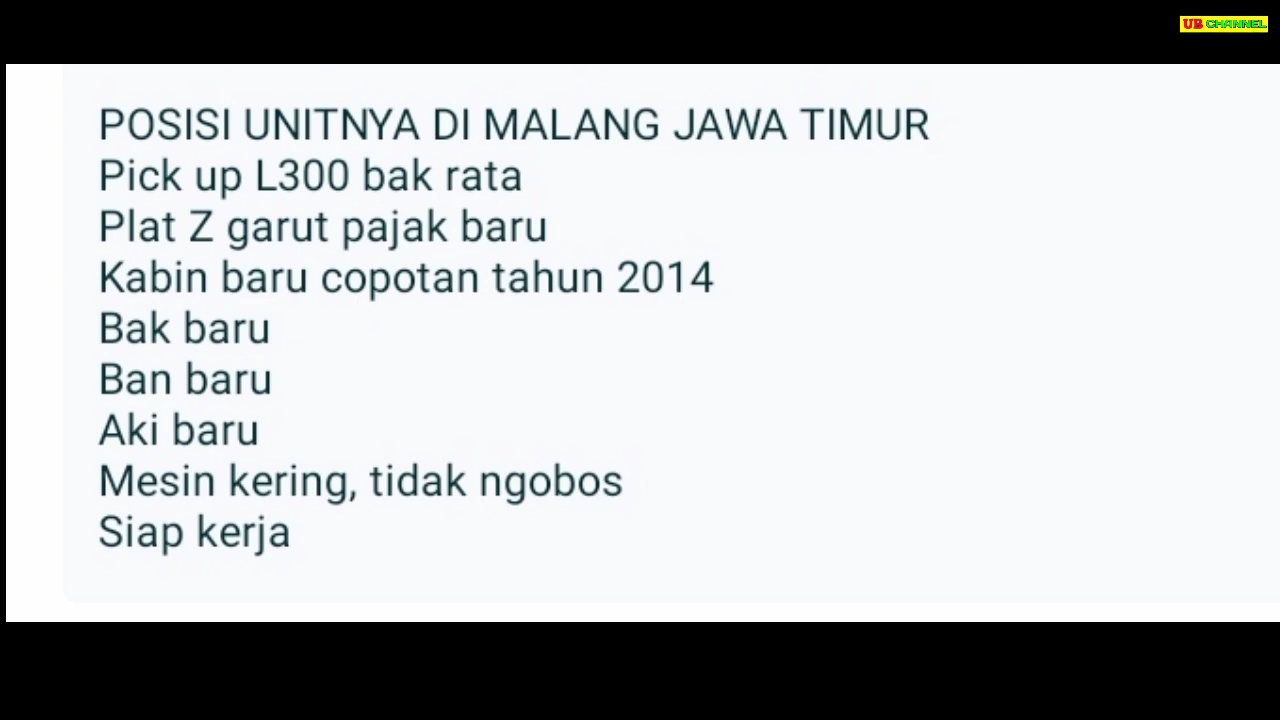 UB CHANNEL
POSISI UNITNYA DI MALANG JAWA TIMUR
Pick up L300 bak rata
Plat Z garut pajak baru
Kabin baru copotan tahun 2014
Bak baru
Ban baru
Aki baru
Mesin kering, tidak ngobos
Siap kerja